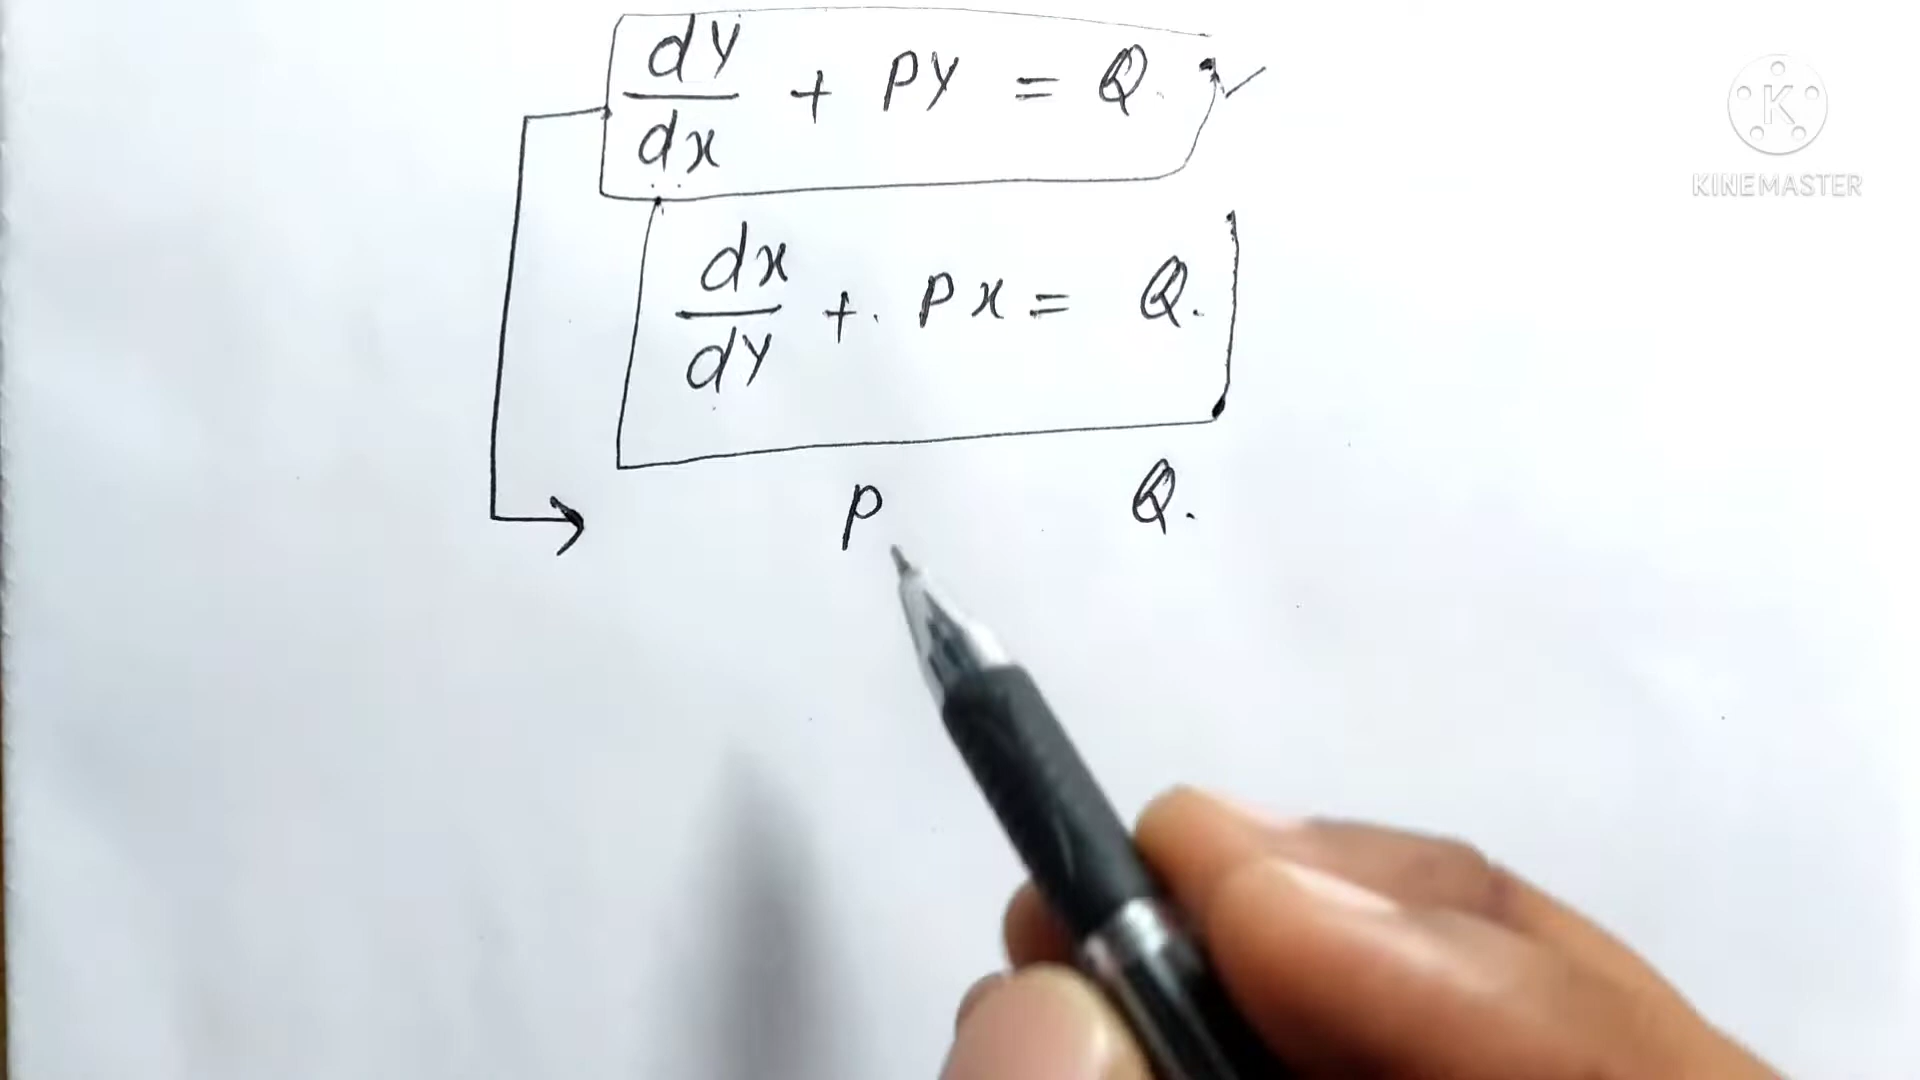 dy/dx + Py = Q.
dx/dy +. Px = Q.
P Q.
K
KINEMASTER